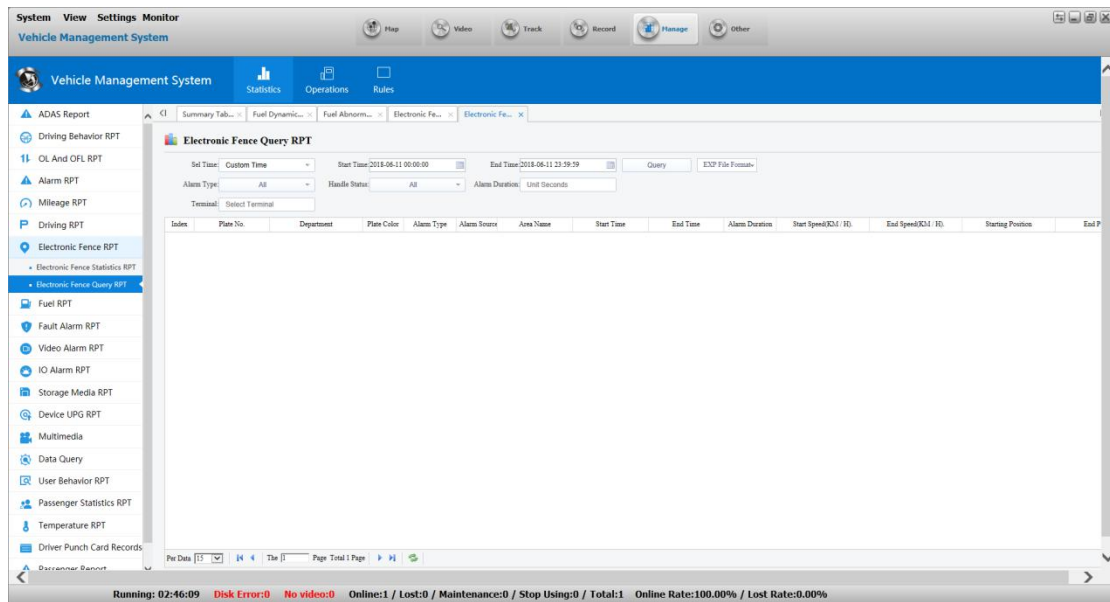 System View Settings Monitor
Vehicle Management System
Map Video Track Record Manage Other
Vehicle Management System
Statistics Operations Rules
ADAS Report
Driving Behavior RPT
OL And OFL RPT
Alarm RPT
Mileage RPT
Driving RPT
Electronic Fence RPT
Electronic Fence Statistics RPT
Electronic Fence Query RPT
Fuel RPT
Fault Alarm RPT
Video Alarm RPT
IO Alarm RPT
Storage Media RPT
Device UPG RPT
Multimedia
Data Query
User Behavior RPT
Passenger Statistics RPT
Temperature RPT
Driver Punch Card Records
Passenger Report
Summary Tab... Fuel Dynamic... Fuel Abnorm... Electronic Fe... Electronic Fe...
Electronic Fence Query RPT
Sel Time: Custom Time Start Time: 2018-06-11 00:00:00 End Time: 2018-06-11 23:59:59 Query EXP File Format
Alarm Type: All Handle Status: All Alarm Duration: Unit Seconds
Terminal: Select Terminal
Index Plate No. Department Plate Color Alarm Type Alarm Source Area Name Start Time End Time Alarm Duration Start Speed(KM / H). End Speed(KM / H). Starting Position End P
Per Data 15 The 1 Page Total 1 Page
Running: 02:46:09 Disk Error:0 No video:0 Online:1 / Lost:0 / Maintenance:0 / Stop Using:0 / Total:1 Online Rate:100.00% / Lost Rate:0.00%